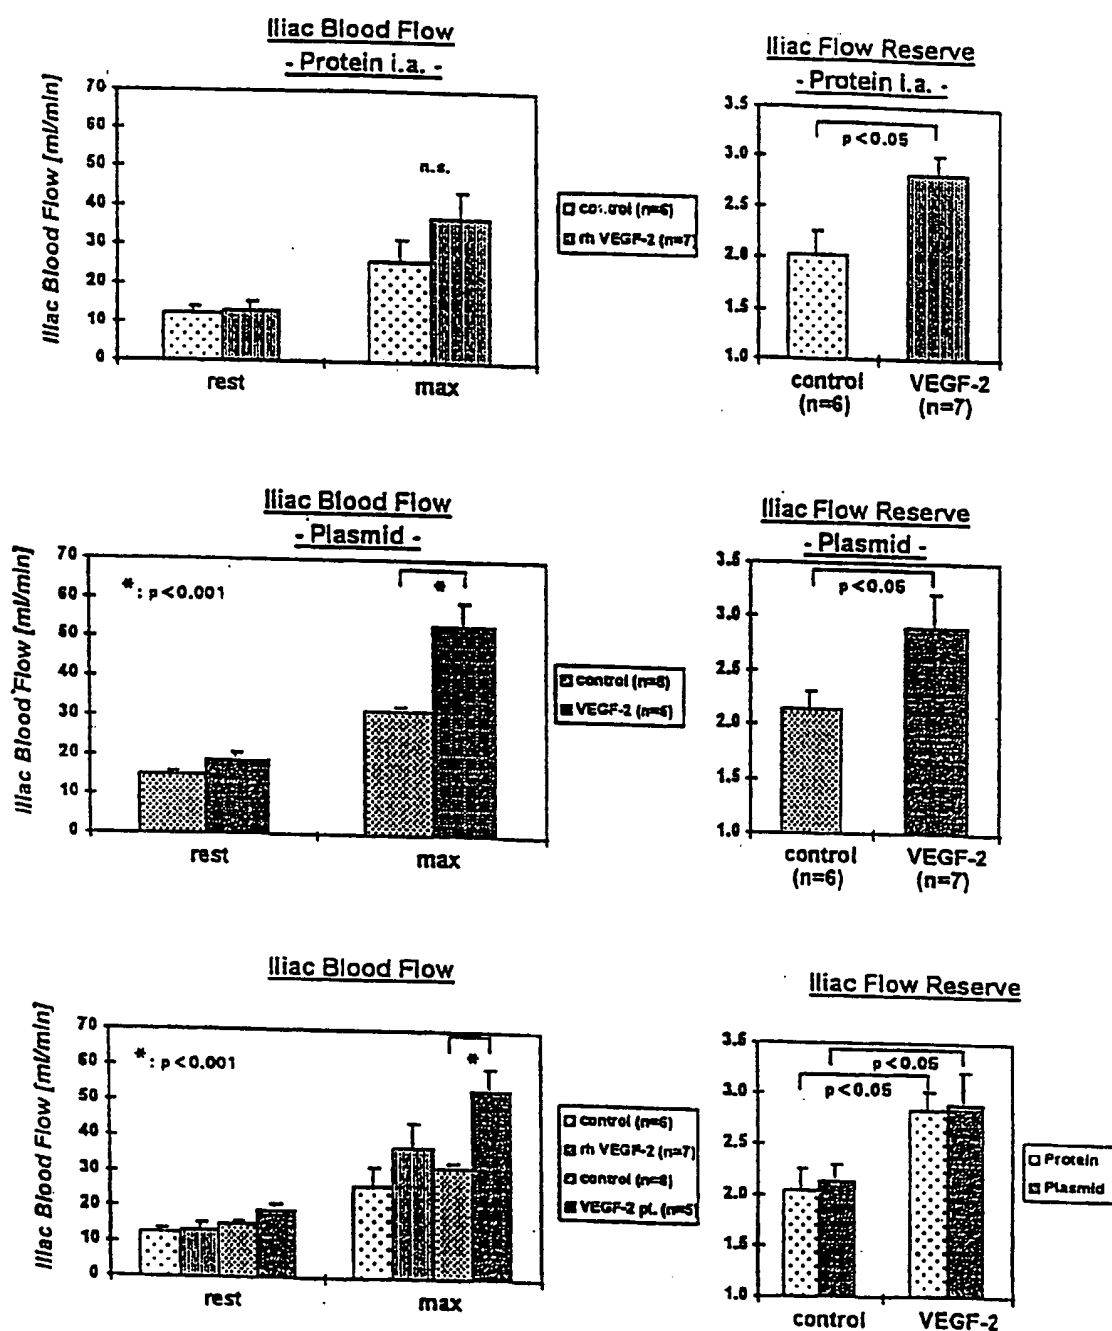 Iliac Blood Flow
- Protein i.a. -
Iliac Blood Flow [ml/min]
70
60
50
40
30
20
10
0
n.s.
rest
max
control (n=6)
rh VEGF-2 (n=7)
Iliac Flow Reserve
- Protein i.a. -
3.5
3.0
2.5
2.0
1.5
1.0
p<0.05
control
(n=6)
VEGF-2
(n=7)
Iliac Blood Flow
- Plasmid -
Iliac Blood Flow [ml/min]
70
60
50
40
30
20
10
0
*: p<0.001
*
rest
max
control (n=8)
VEGF-2 (n=6)
Iliac Flow Reserve
- Plasmid -
3.5
3.0
2.5
2.0
1.5
1.0
p<0.05
control
(n=6)
VEGF-2
(n=7)
Iliac Blood Flow
Iliac Blood Flow [ml/min]
70
60
50
40
30
20
10
0
*: p<0.001
*
rest
max
control (n=6)
rh VEGF-2 (n=7)
control (n=8)
VEGF-2 pl. (n=5)
Iliac Flow Reserve
3.5
3.0
2.5
2.0
1.5
1.0
p<0.05
p<0.05
control
VEGF-2
Protein
Plasmid